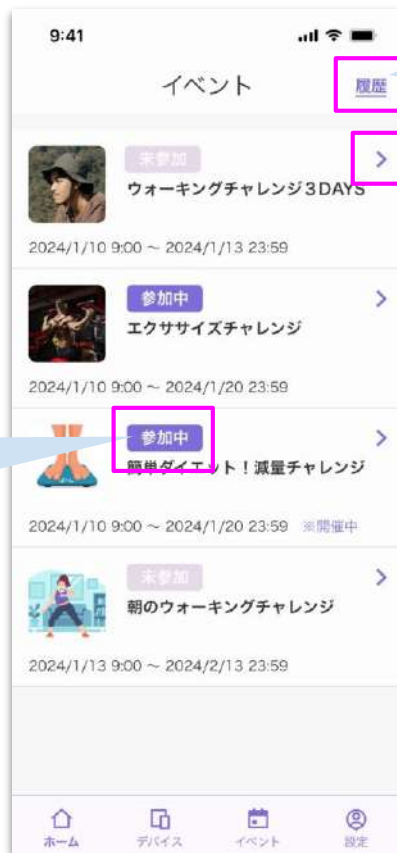 9:41
イベント
履歴
未参加
ウォーキングチャレンジ3DAYS
2024/1/10 9:00 ~ 2024/1/13 23:59
参加中
エクササイズチャレンジ
2024/1/10 9:00 ~ 2024/1/20 23:59
参加中
簡単ダイエット！減量チャレンジ
2024/1/10 9:00 ~ 2024/1/20 23:59 ※開催中
未参加
朝のウォーキングチャレンジ
2024/1/13 9:00 ~ 2024/2/13 23:59
ホーム デバイス イベント 設定